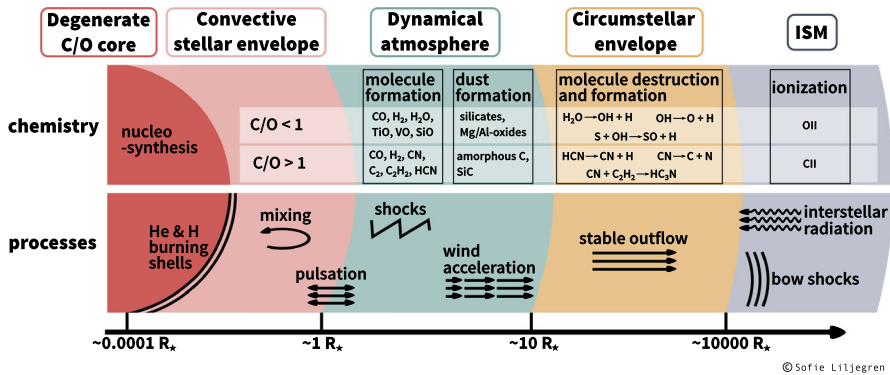 Degenerate
C/O core
Convective
stellar envelope
Dynamical
atmosphere
Circumstellar
envelope
ISM
chemistry
nucleo
-synthesis
C/O < 1
C/O > 1
molecule
formation
CO, H₂, H₂O,
TiO, VO, SiO
CO, H₂, CN,
C₂, C₂H₂, HCN
dust
formation
silicates,
Mg/Al-oxides
amorphous C,
SiC
molecule destruction
and formation
H₂O→OH + H OH→O + H
S + OH→SO + H
HCN→CN + H CN→C + N
CN + C₂H₂→HC₃N
ionization
OII
CII
processes
He & H
burning
shells
mixing
pulsation
shocks
wind
acceleration
stable outflow
interstellar
radiation
bow shocks
~0.0001 R★
~1 R★
~10 R★
~10000 R★
©Sofie Liljegren